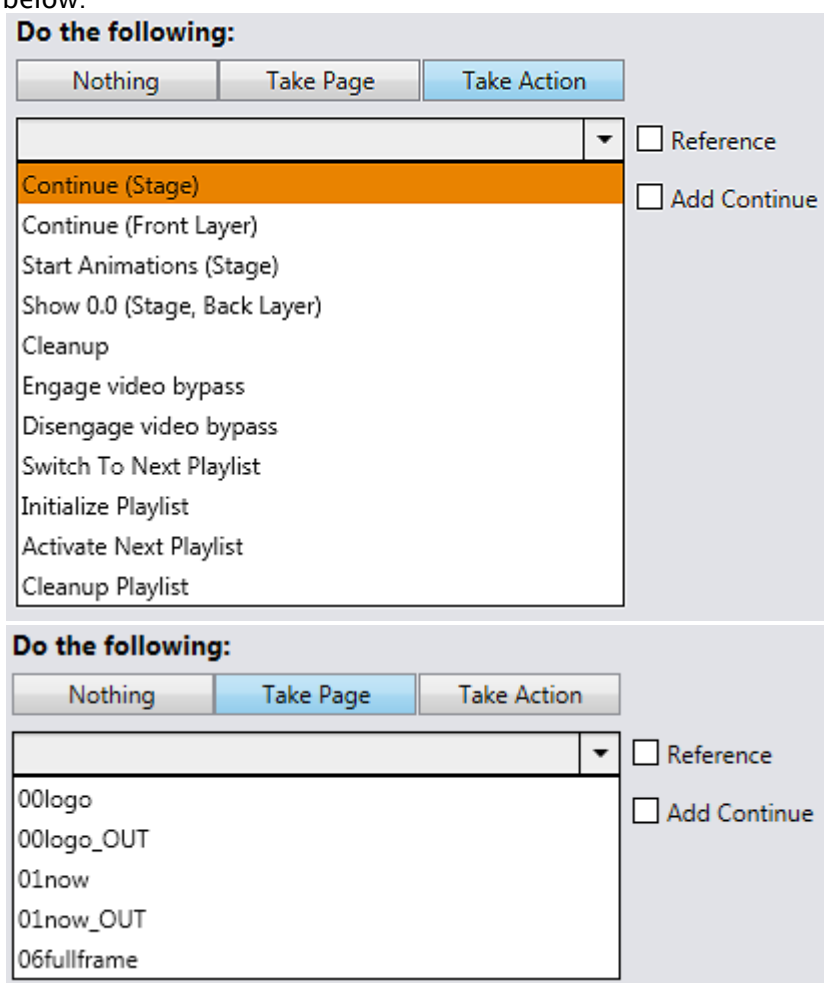 below.
Do the following:
Nothing Take Page Take Action
Reference
Continue (Stage)
Add Continue
Continue (Front Layer)
Start Animations (Stage)
Show 0.0 (Stage, Back Layer)
Cleanup
Engage video bypass
Disengage video bypass
Switch To Next Playlist
Initialize Playlist
Activate Next Playlist
Cleanup Playlist
Do the following:
Nothing Take Page Take Action
Reference
00logo
Add Continue
00logo_OUT
01now
01now_OUT
06fullframe